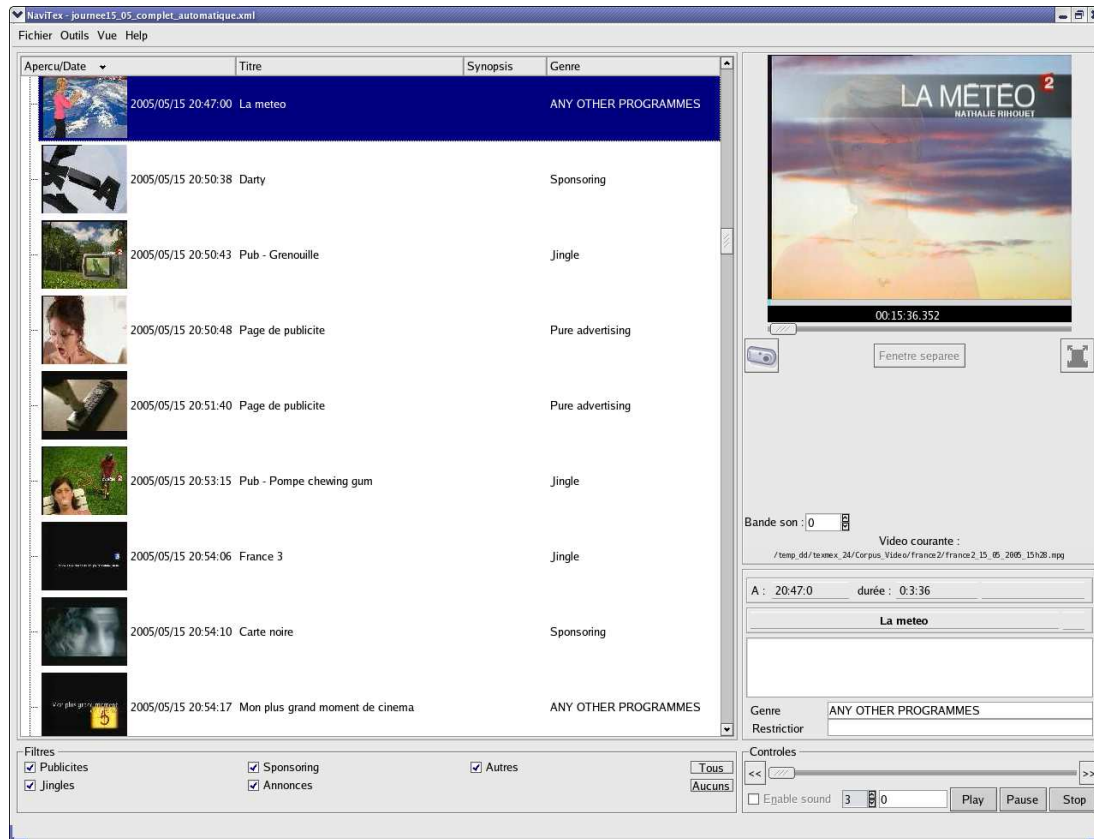 NaviTex - journee15_05_complet_automatique.xml
Fichier Outils Vue Help
Apercu/Date Titre Synopsis Genre
2005/05/15 20:47:00 La meteo ANY OTHER PROGRAMMES
2005/05/15 20:50:38 Darty Sponsoring
2005/05/15 20:50:43 Pub - Grenouille Jingle
2005/05/15 20:50:48 Page de publicite Pure advertising
2005/05/15 20:51:40 Page de publicite Pure advertising
2005/05/15 20:53:15 Pub - Pompe chewing gum Jingle
2005/05/15 20:54:06 France 3 Jingle
2005/05/15 20:54:10 Carte noire Sponsoring
Mon plus grand moment
5
2005/05/15 20:54:17 Mon plus grand moment de cinema ANY OTHER PROGRAMMES
Filtres
Publicites Sponsoring Autres Tous
Jingles Annonces Aucuns
LA MÉTÉO 2
NATHALIE RIHOUET
00:15:36.352
Fenetre separee
Bande son : 0
Video courante :
/temp_dd/texmex_24/Corpus_Video/france2/france2_15_05_2005_15h28.mpg
A : 20:47:0 durée : 0:3:36
La meteo
Genre ANY OTHER PROGRAMMES
Restrictior
Controles
<< >>
Enable sound 3 0 Play Pause Stop